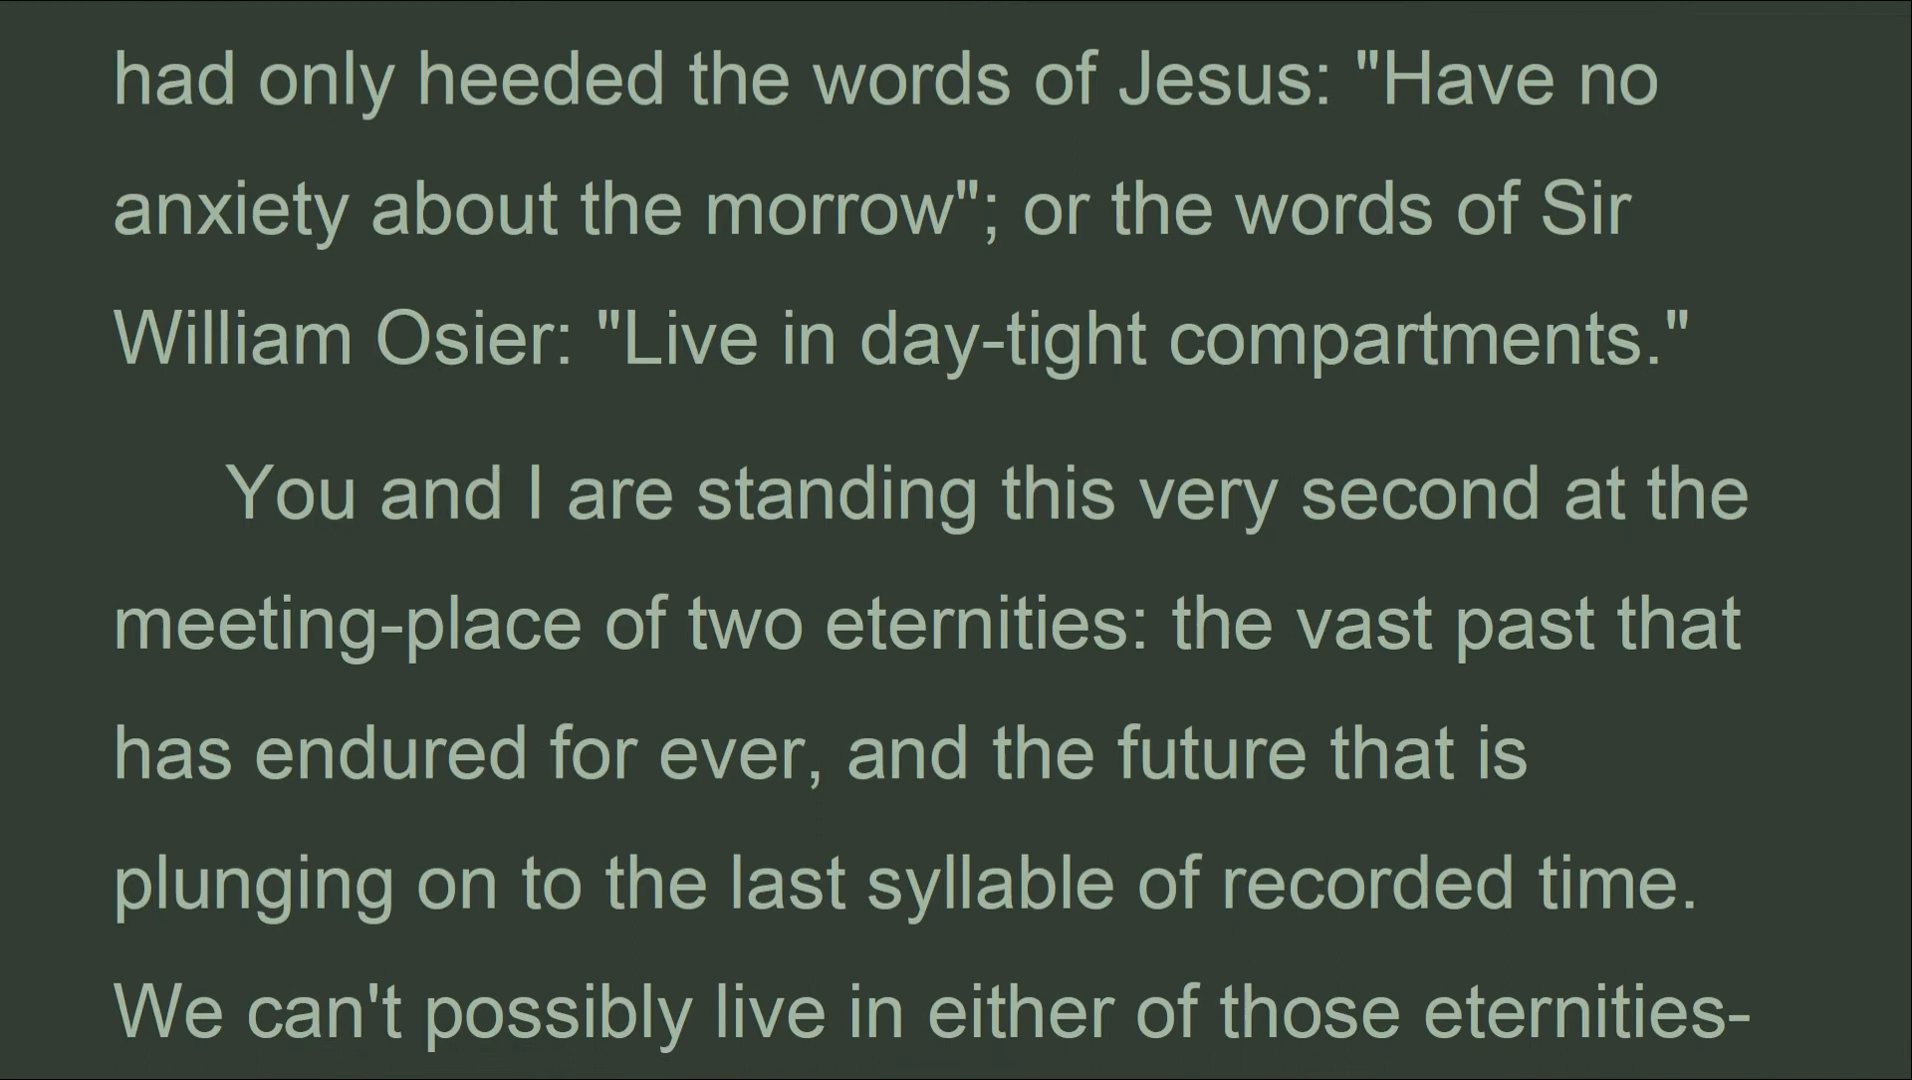 had only heeded the words of Jesus: "Have no
anxiety about the morrow"; or the words of Sir
William Osier: "Live in day-tight compartments."
You and I are standing this very second at the
meeting-place of two eternities: the vast past that
has endured for ever, and the future that is
plunging on to the last syllable of recorded time.
We can't possibly live in either of those eternities-